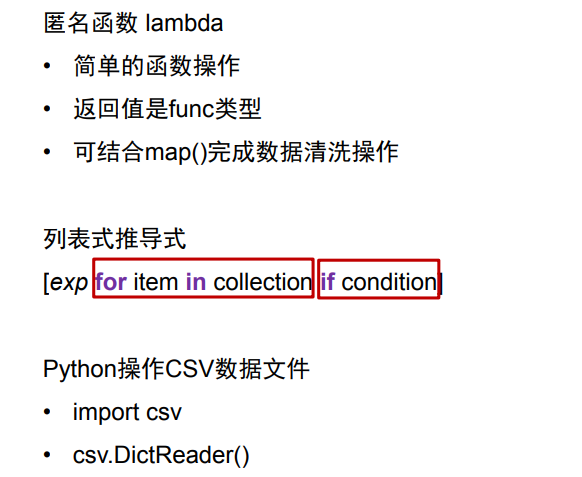 匿名函数 lambda
• 简单的函数操作
• 返回值是func类型
• 可结合map()完成数据清洗操作
列表式推导式
[exp for item in collection if condition]
Python操作CSV数据文件
• import csv
• csv.DictReader()